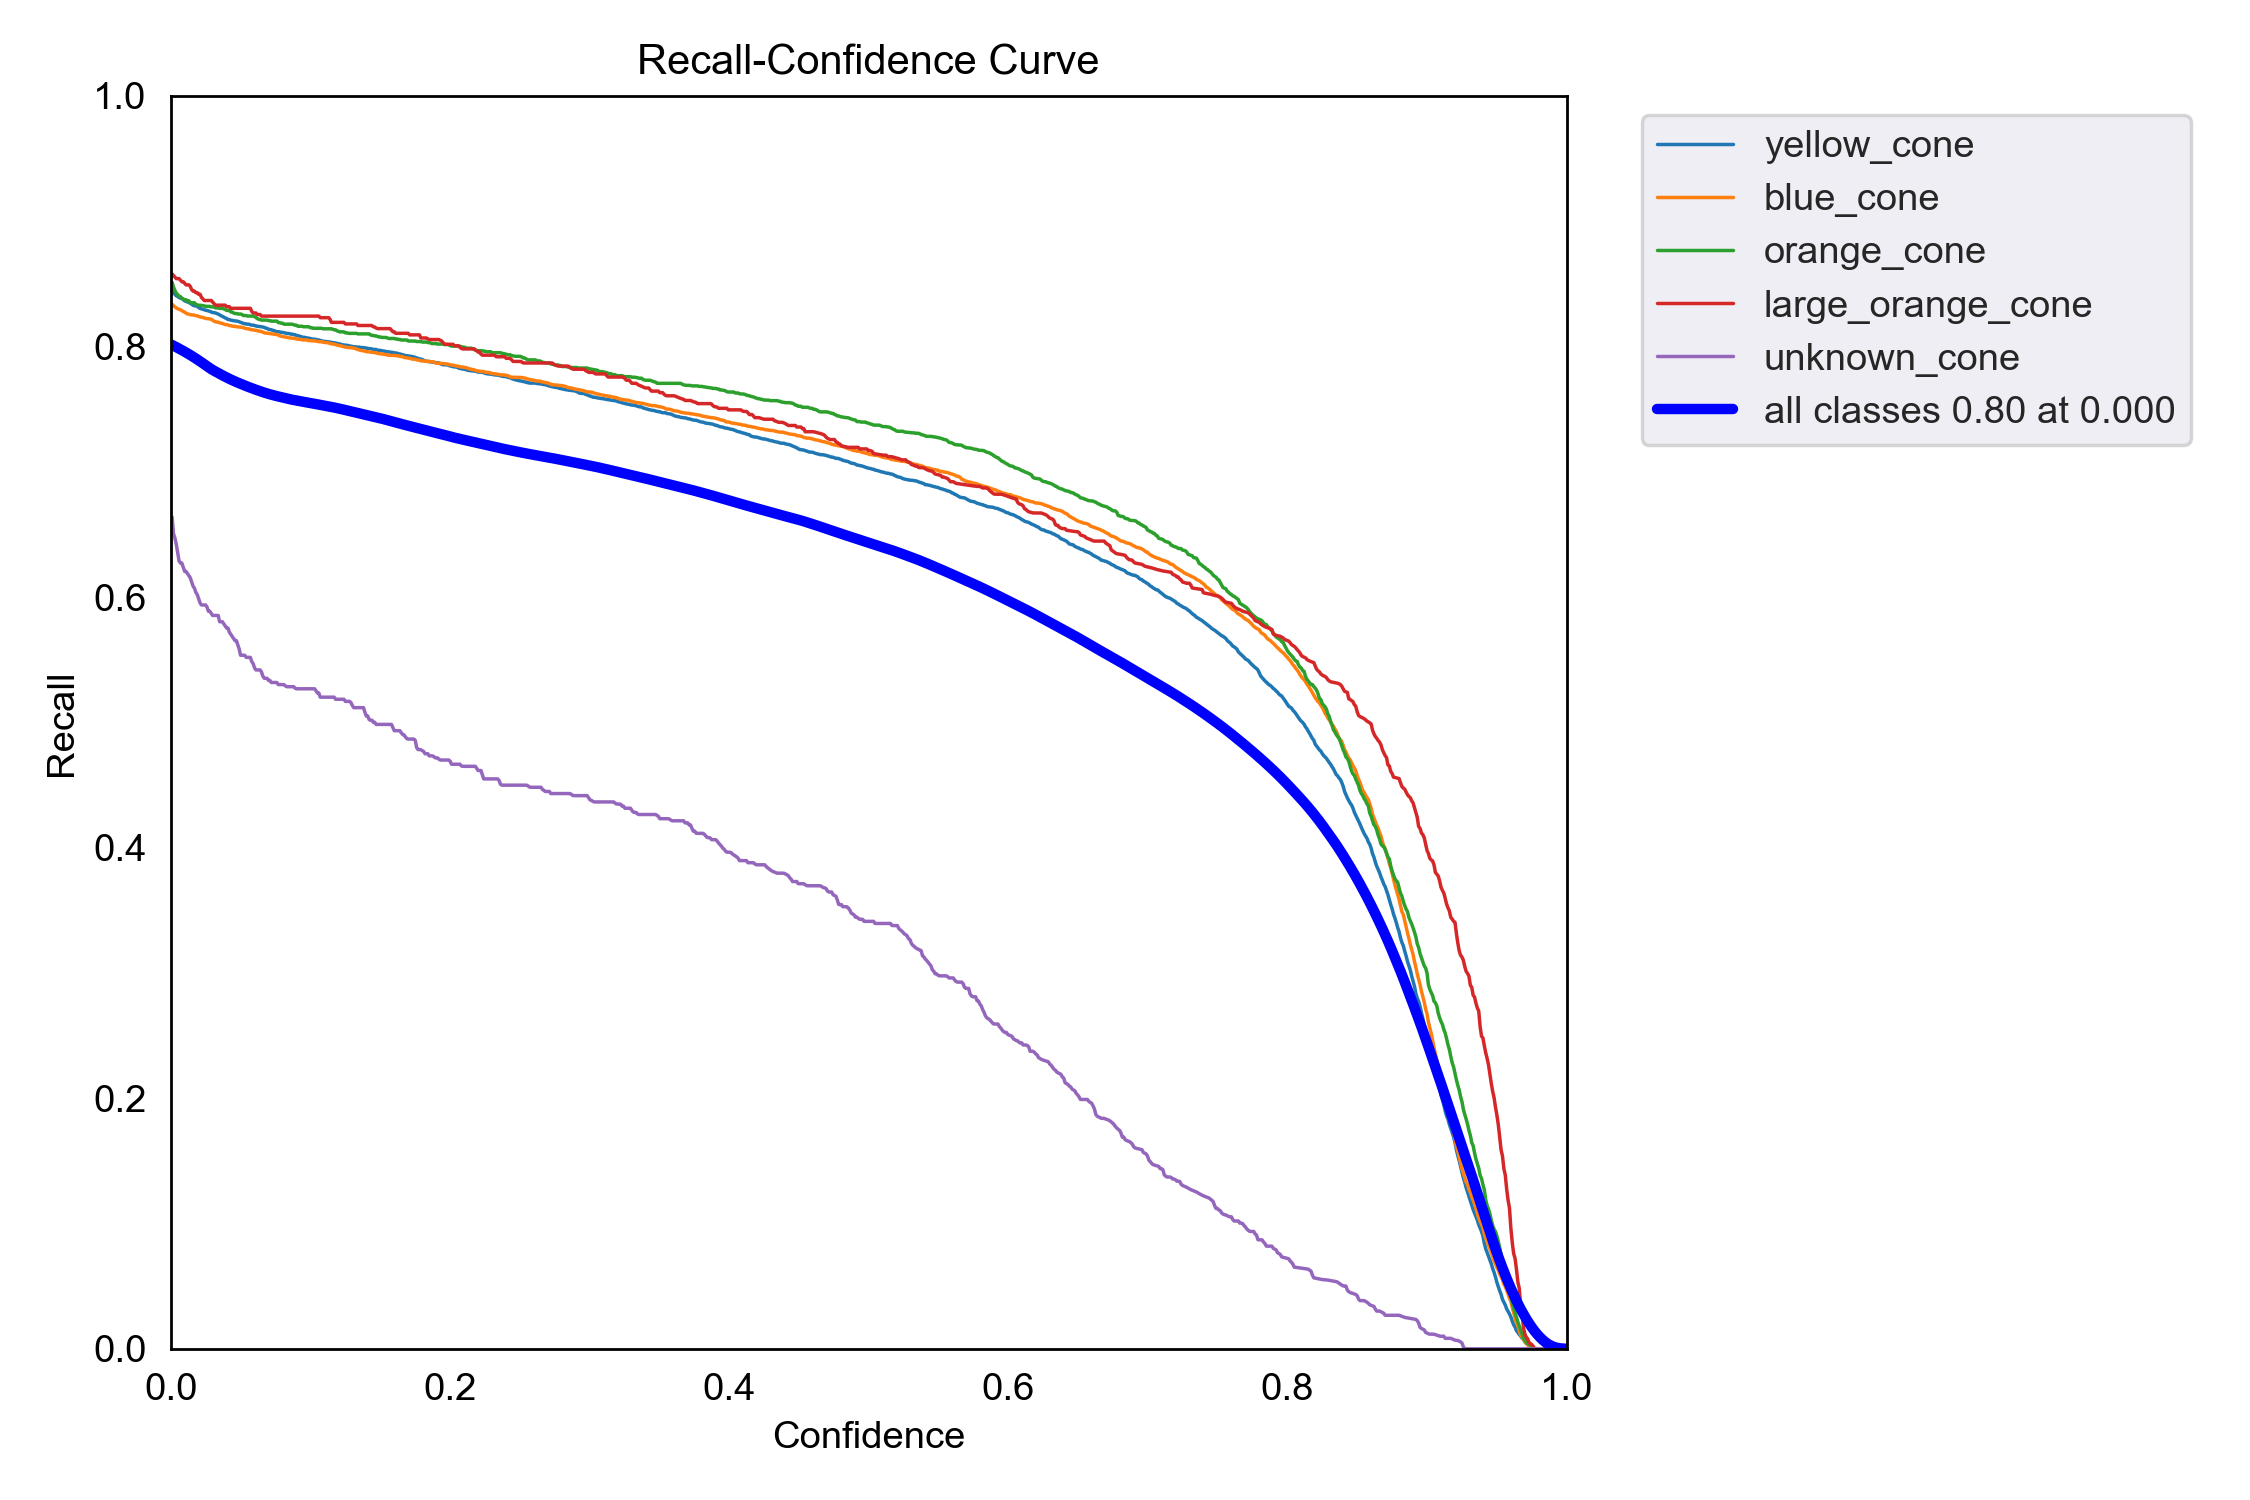 Recall-Confidence Curve
1.0
0.8
0.6
0.4
0.2
0.0
Recall
0.0 0.2 0.4 0.6 0.8 1.0
Confidence
yellow_cone
blue_cone
orange_cone
large_orange_cone
unknown_cone
all classes 0.80 at 0.000